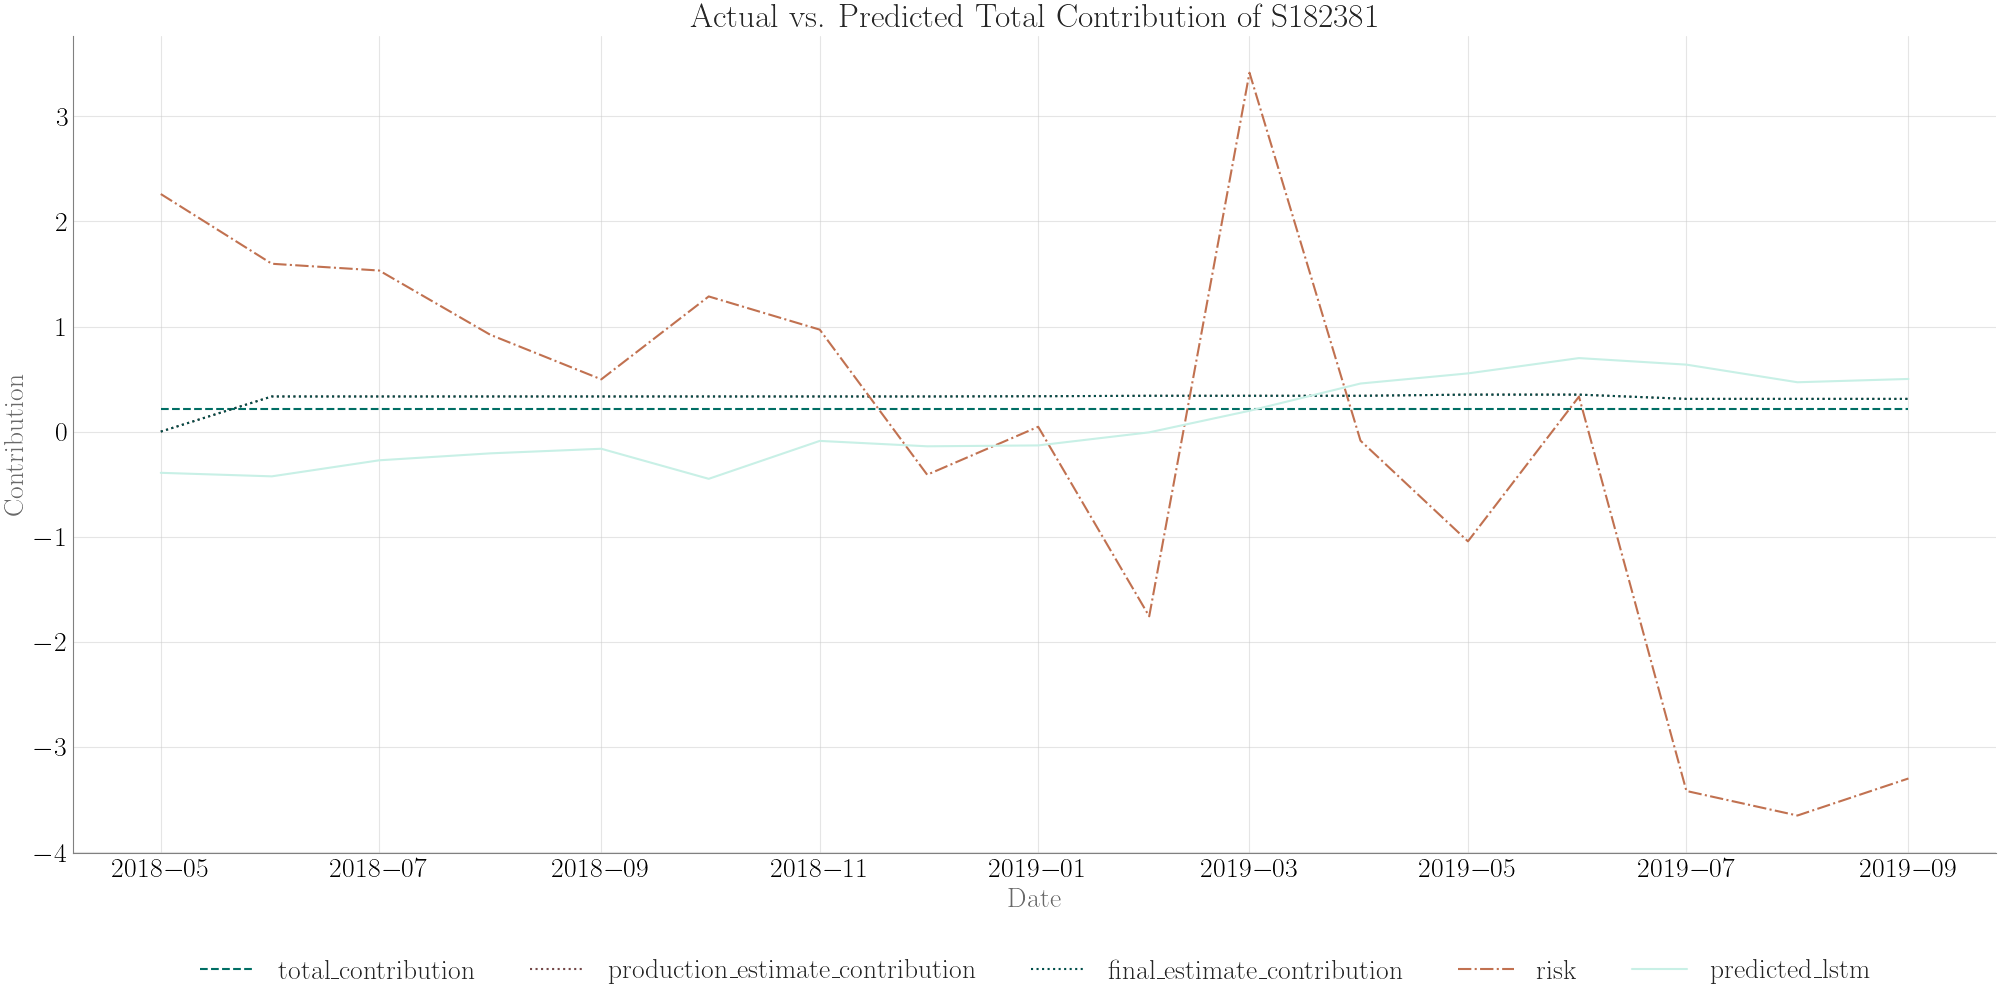 Actual vs. Predicted Total Contribution of S182381
Contribution
3
2
1
0
−1
−2
−3
−4
2018−05 2018−07 2018−09 2018−11 2019−01 2019−03 2019−05 2019−07 2019−09
Date
total_contribution production_estimate_contribution final_estimate_contribution risk predicted_lstm